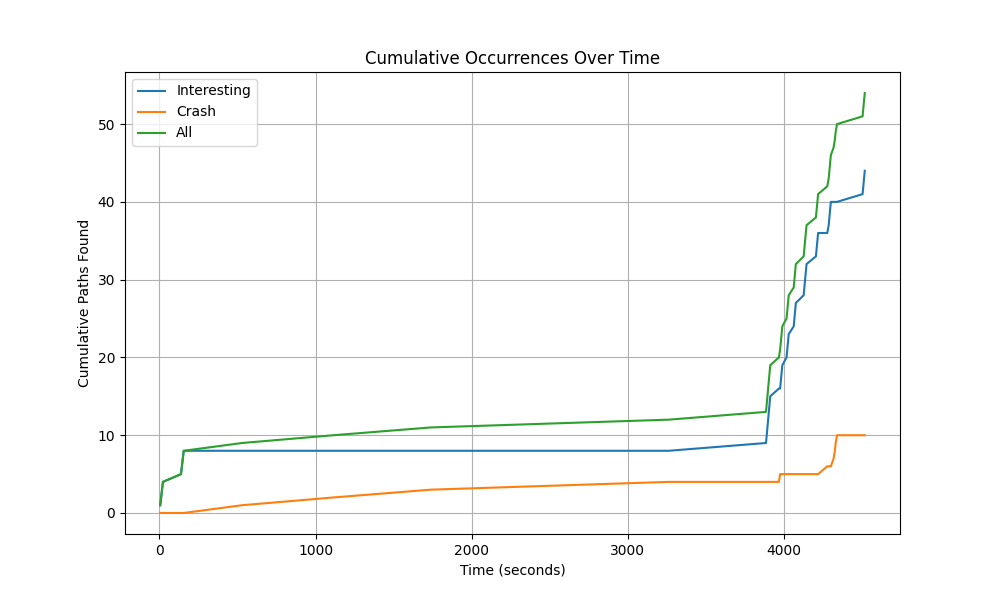 Cumulative Occurrences Over Time
Interesting
Crash
All
Cumulative Paths Found
50
40
30
20
10
0
0 1000 2000 3000 4000
Time (seconds)